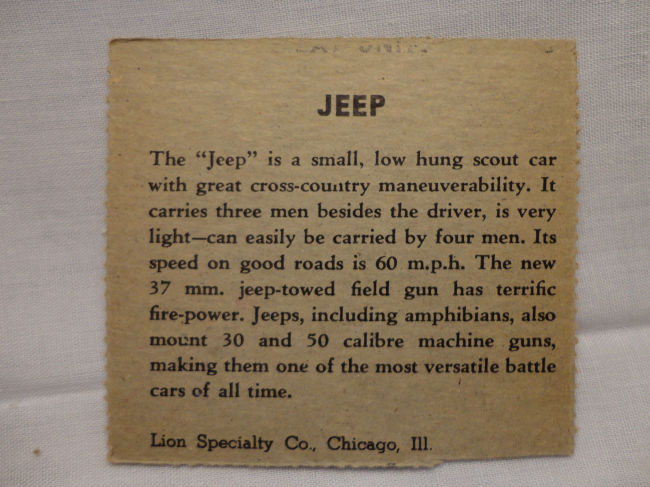 JEEP
The "Jeep" is a small, low hung scout car
with great cross-country maneuverability. It
carries three men besides the driver, is very
light—can easily be carried by four men. Its
speed on good roads is 60 m.p.h. The new
37 mm. jeep-towed field gun has terrific
fire-power. Jeeps, including amphibians, also
mount 30 and 50 calibre machine guns,
making them one of the most versatile battle
cars of all time.
Lion Specialty Co., Chicago, Ill.